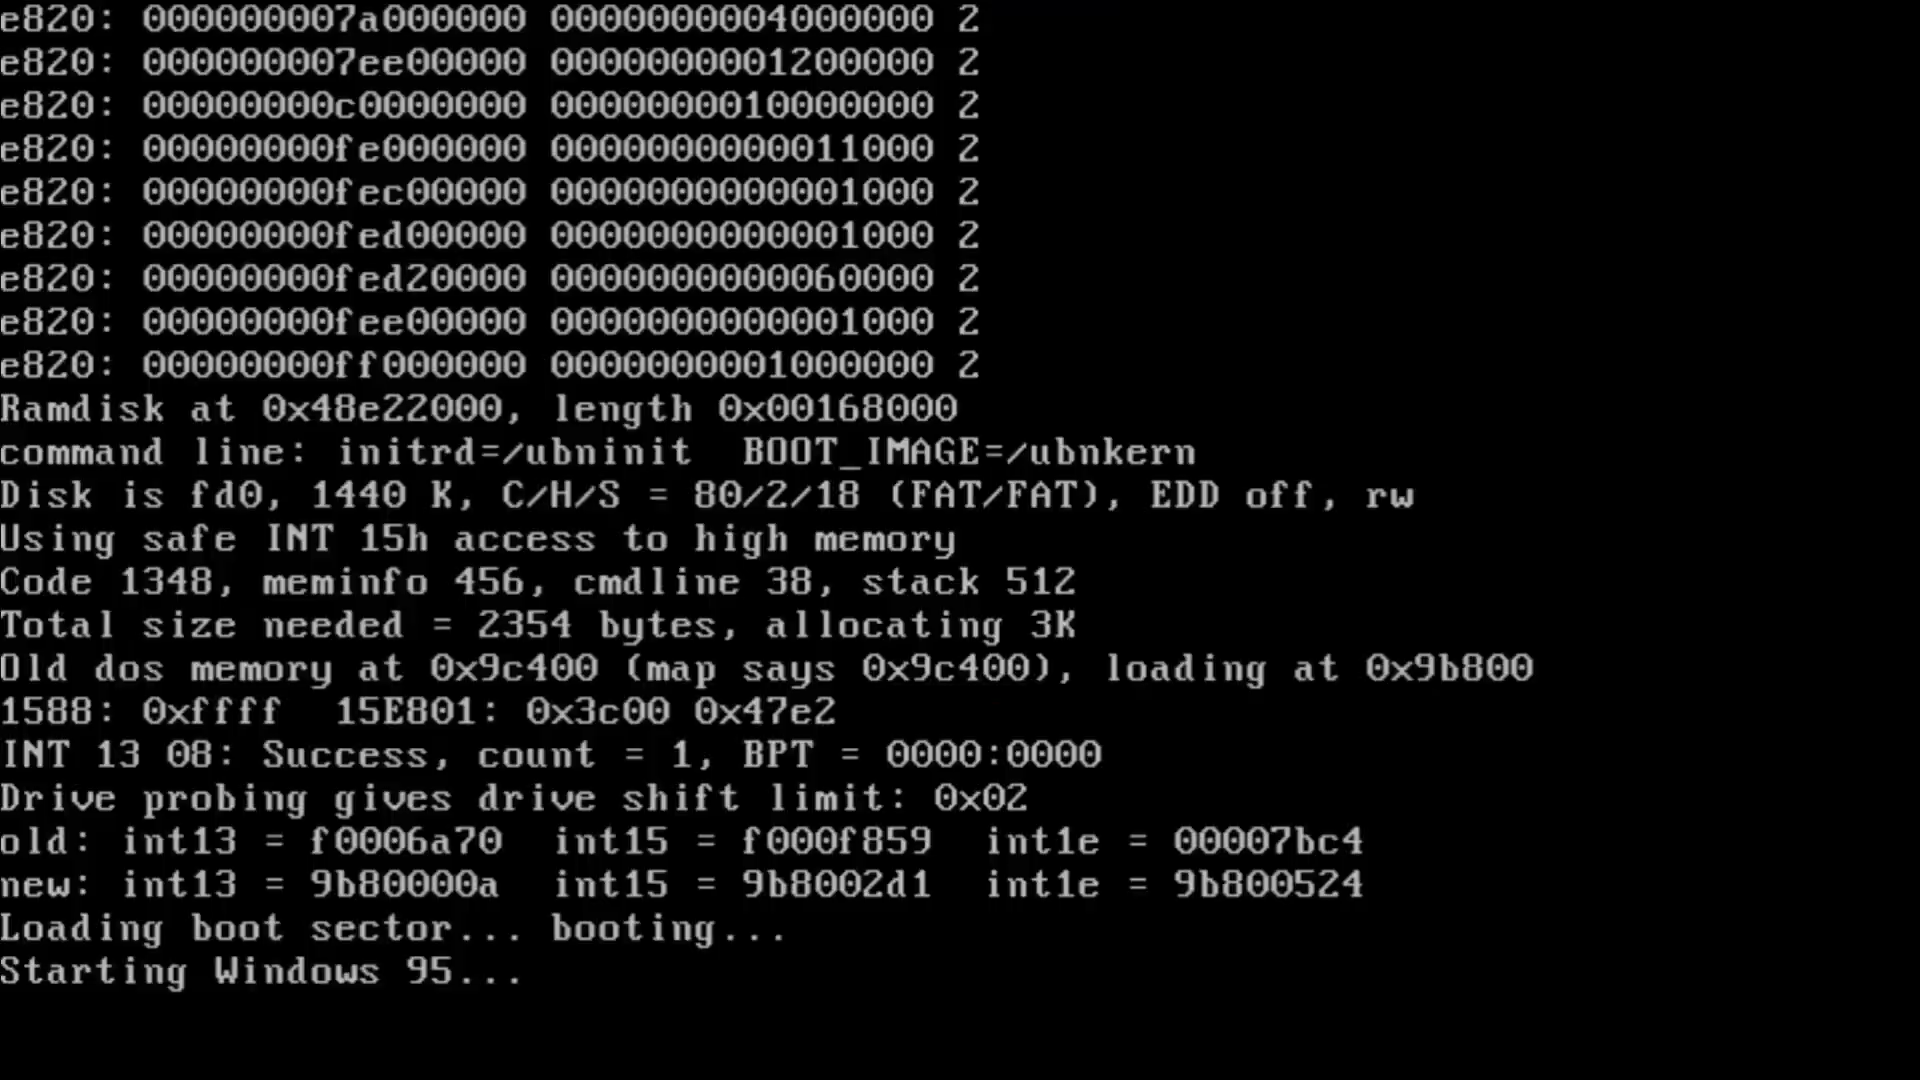 e820: 000000007a000000 0000000004000000 2
e820: 000000007ee00000 0000000001200000 2
e820: 00000000c0000000 0000000010000000 2
e820: 00000000fe000000 0000000000011000 2
e820: 00000000fec00000 0000000000001000 2
e820: 00000000fed00000 0000000000001000 2
e820: 00000000fed20000 0000000000060000 2
e820: 00000000fee00000 0000000000001000 2
e820: 00000000ff000000 0000000001000000 2
Ramdisk at 0x48e22000, length 0x00168000
command line: initrd=/ubninit  BOOT_IMAGE=/ubnkern
Disk is fd0, 1440 K, C/H/S = 80/2/18 (FAT/FAT), EDD off, rw
Using safe INT 15h access to high memory
Code 1348, meminfo 456, cmdline 38, stack 512
Total size needed = 2354 bytes, allocating 3K
Old dos memory at 0x9c400 (map says 0x9c400), loading at 0x9b800
1588: 0xffff  15E801: 0x3c00 0x47e2
INT 13 08: Success, count = 1, BPT = 0000:0000
Drive probing gives drive shift limit: 0x02
old: int13 = f0006a70  int15 = f000f859  int1e = 00007bc4
new: int13 = 9b80000a  int15 = 9b8002d1  int1e = 9b800524
Loading boot sector... booting...
Starting Windows 95...